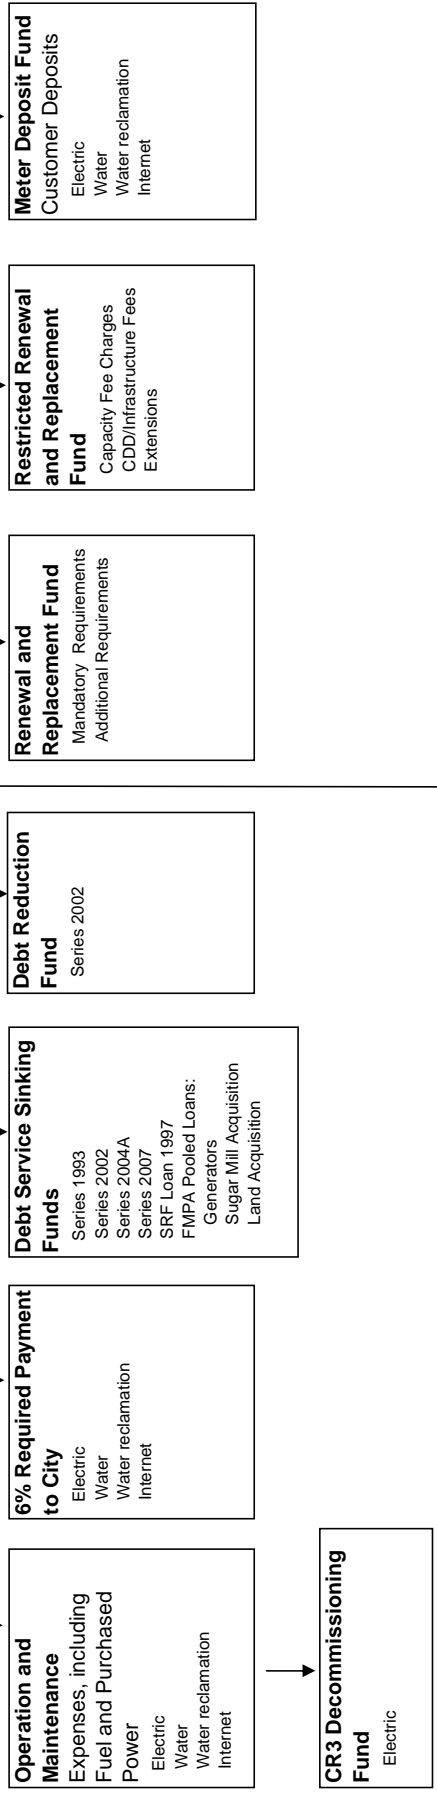 Operation and
Maintenance
Expenses, including
Fuel and Purchased
Power
Electric
Water
Water reclamation
Internet
CR3 Decommissioning
Fund
Electric
6% Required Payment
to City
Electric
Water
Water reclamation
Internet
Debt Service Sinking
Funds
Series 1993
Series 2002
Series 2004A
Series 2007
SRF Loan 1997
FMPA Pooled Loans:
Generators
Sugar Mill Acquisition
Land Acquisition
Debt Reduction
Fund
Series 2002
Renewal and
Replacement Fund
Mandatory Requirements
Additional Requirements
Restricted Renewal
and Replacement
Fund
Capacity Fee Charges
CDD/Infrastructure Fees
Extensions
Meter Deposit Fund
Customer Deposits
Electric
Water
Water reclamation
Internet